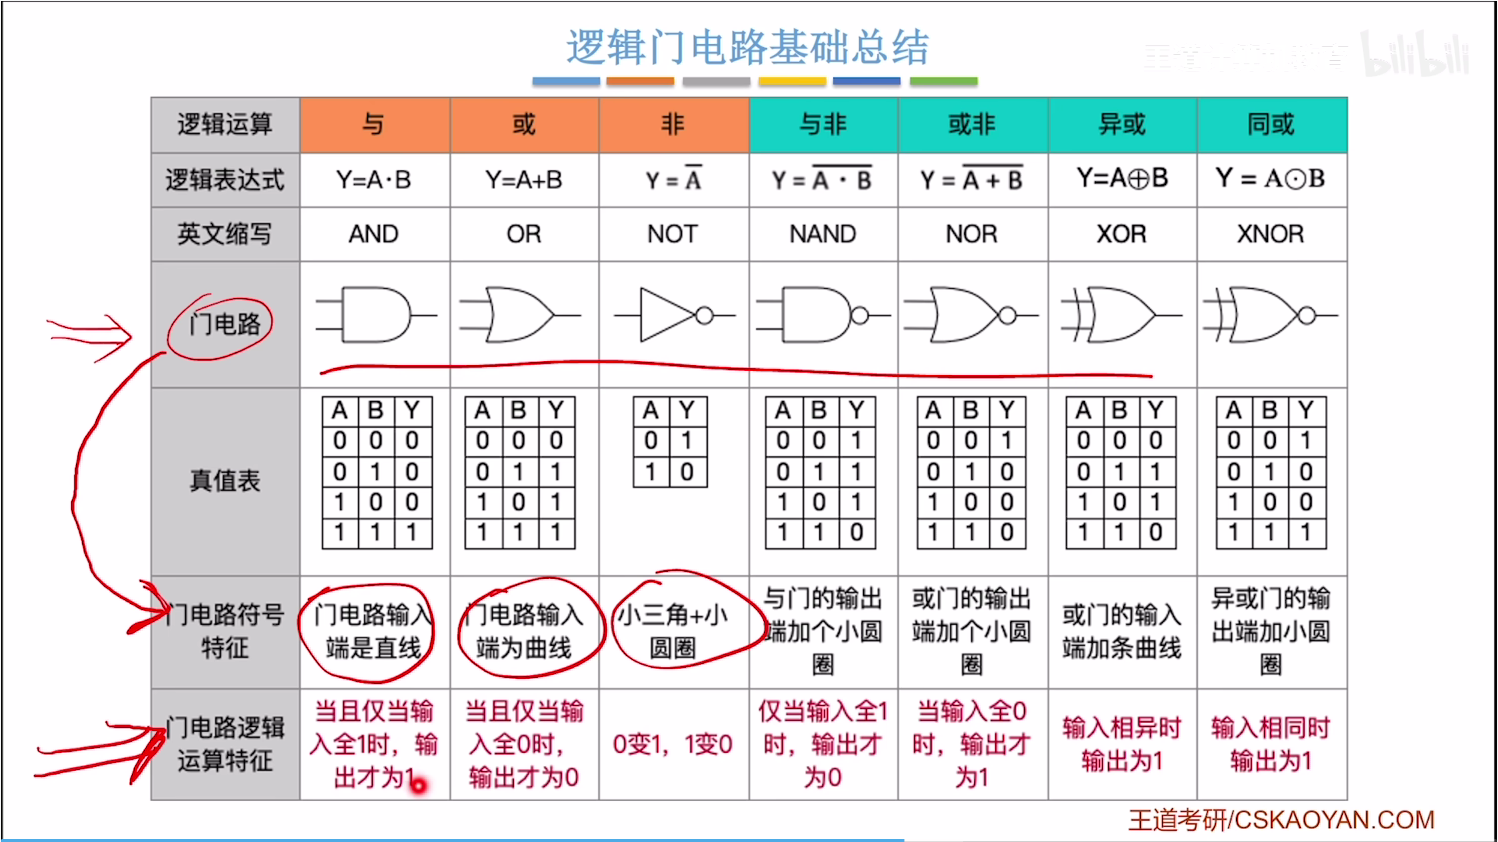 逻辑门电路基础总结
bilibili
逻辑运算 与 或 非 与非 或非 异或 同或
逻辑表达式 Y=A·B Y=A+B Y = A̅ Y = A̅ ̅·̅ ̅B̅ Y = A̅ ̅+̅ ̅B̅ Y=A⊕B Y = A⊙B
英文缩写 AND OR NOT NAND NOR XOR XNOR
门电路
真值表
A B Y A B Y A Y A B Y A B Y A B Y A B Y
0 0 0 0 0 0 0 1 0 0 1 0 0 1 0 0 0 0 0 1
0 1 0 0 1 1 1 0 0 1 1 0 1 0 0 1 1 0 1 0
1 0 0 1 0 1 1 0 1 1 0 0 1 0 1 1 0 0
1 1 1 1 1 1 1 1 0 1 1 0 1 1 0 1 1 1
门电路符号
特征
门电路输入
端是直线
门电路输入
端为曲线
小三角+小
圆圈
与门的输出
端加个小圆
圈
或门的输出
端加个小圆
圈
或门的输入
端加条曲线
异或门的输
出端加小圆
圈
门电路逻辑
运算特征
当且仅当输
入全1时，输
出才为1
当且仅当输
入全0时，
输出才为0
0变1，1变0
仅当输入全1
时，输出才
为0
当输入全0
时，输出才
为1
输入相异时
输出为1
输入相同时
输出为1
王道考研/CSKAOYAN.COM